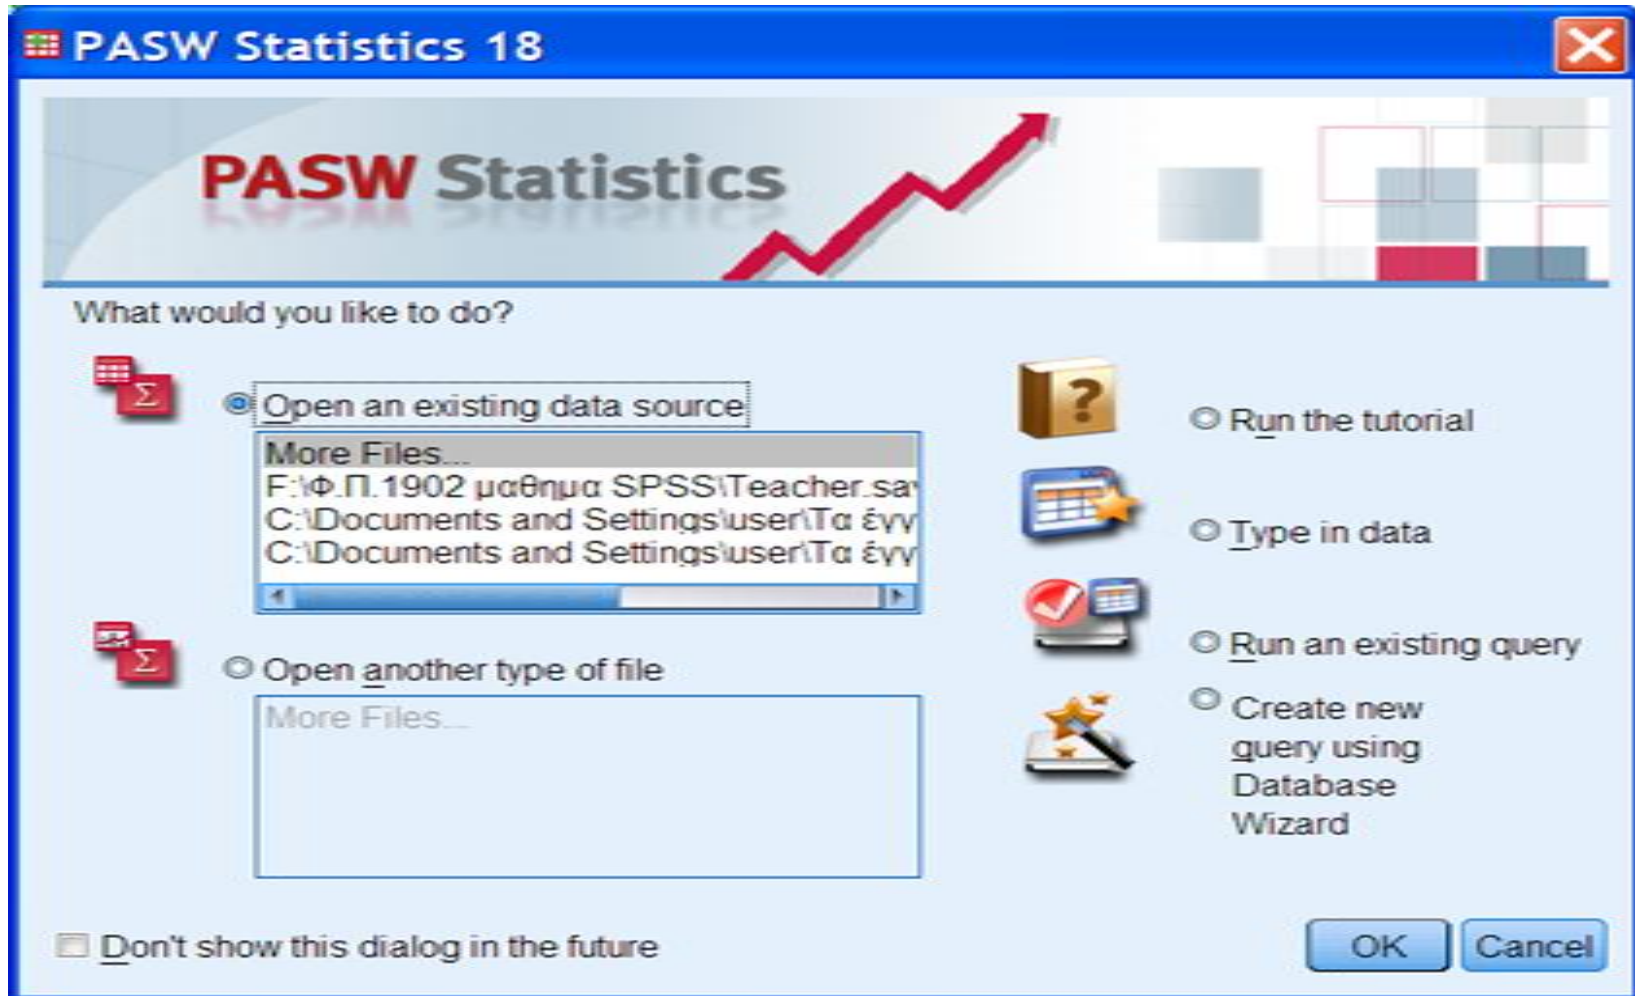 PASW Statistics 18
PASW Statistics
What would you like to do?
Open an existing data source
More Files...
F:\Φ.Π.1902 μαθημα SPSS\Teacher.sav
C:\Documents and Settings\user\Τα έγγ
C:\Documents and Settings\user\Τα έγγ
Open another type of file
More Files...
Run the tutorial
Type in data
Run an existing query
Create new
query using
Database
Wizard
Don't show this dialog in the future
OK
Cancel